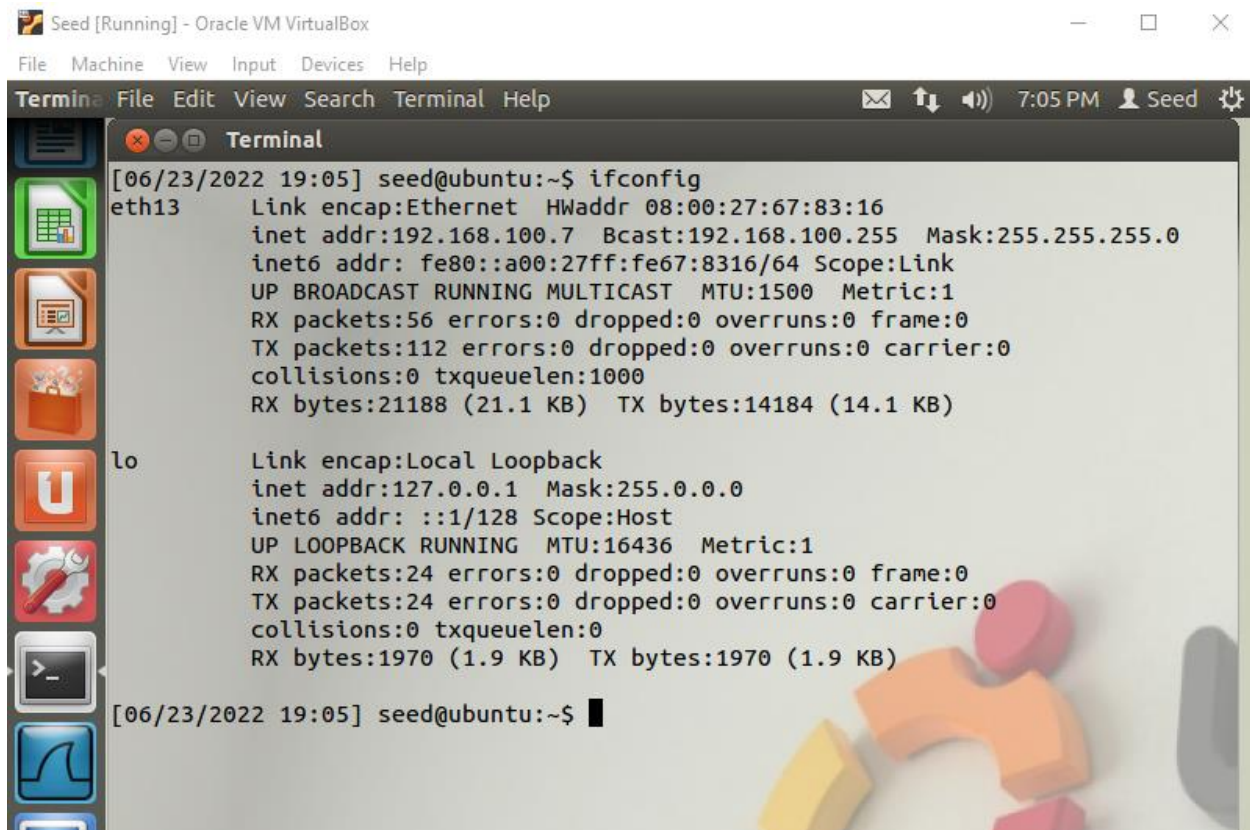 Seed [Running] - Oracle VM VirtualBox
File Machine View Input Devices Help
Termina File Edit View Search Terminal Help 7:05 PM Seed
Terminal
[06/23/2022 19:05] seed@ubuntu:~$ ifconfig
eth13 Link encap:Ethernet HWaddr 08:00:27:67:83:16
inet addr:192.168.100.7 Bcast:192.168.100.255 Mask:255.255.255.0
inet6 addr: fe80::a00:27ff:fe67:8316/64 Scope:Link
UP BROADCAST RUNNING MULTICAST MTU:1500 Metric:1
RX packets:56 errors:0 dropped:0 overruns:0 frame:0
TX packets:112 errors:0 dropped:0 overruns:0 carrier:0
collisions:0 txqueuelen:1000
RX bytes:21188 (21.1 KB) TX bytes:14184 (14.1 KB)
lo Link encap:Local Loopback
inet addr:127.0.0.1 Mask:255.0.0.0
inet6 addr: ::1/128 Scope:Host
UP LOOPBACK RUNNING MTU:16436 Metric:1
RX packets:24 errors:0 dropped:0 overruns:0 frame:0
TX packets:24 errors:0 dropped:0 overruns:0 carrier:0
collisions:0 txqueuelen:0
RX bytes:1970 (1.9 KB) TX bytes:1970 (1.9 KB)
[06/23/2022 19:05] seed@ubuntu:~$